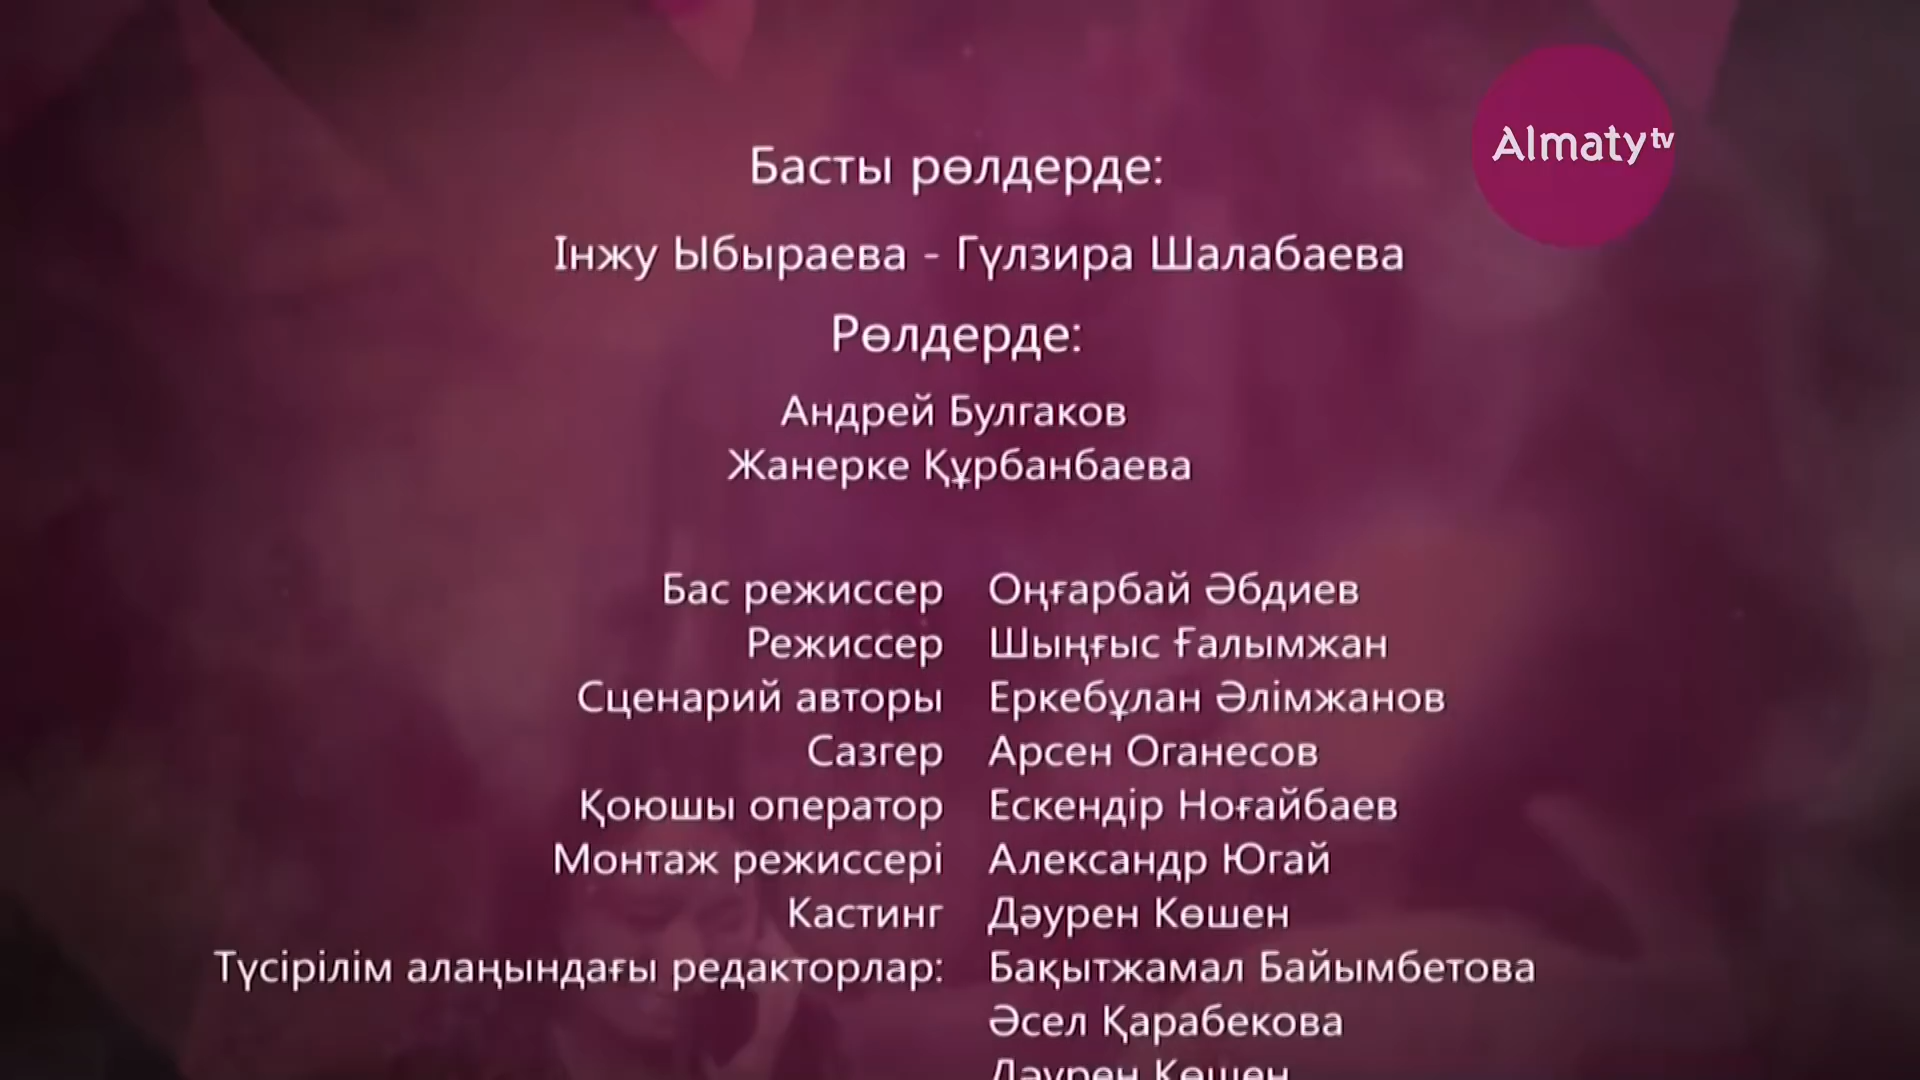 Almaty tv
Басты рөлдерде:
Інжу Ыбыраева - Гүлзира Шалабаева
Рөлдерде:
Андрей Булгаков
Жанерке Құрбанбаева
Бас режиссер Оңғарбай Әбдиев
Режиссер Шыңғыс Ғалымжан
Сценарий авторы Еркебұлан Әлімжанов
Сазгер Арсен Оганесов
Қоюшы оператор Ескендір Ноғайбаев
Монтаж режиссері Александр Югай
Кастинг Дәурен Көшен
Түсірілім алаңындағы редакторлар: Бақытжамал Байымбетова
Әсел Қарабекова
Дәурен Көшен